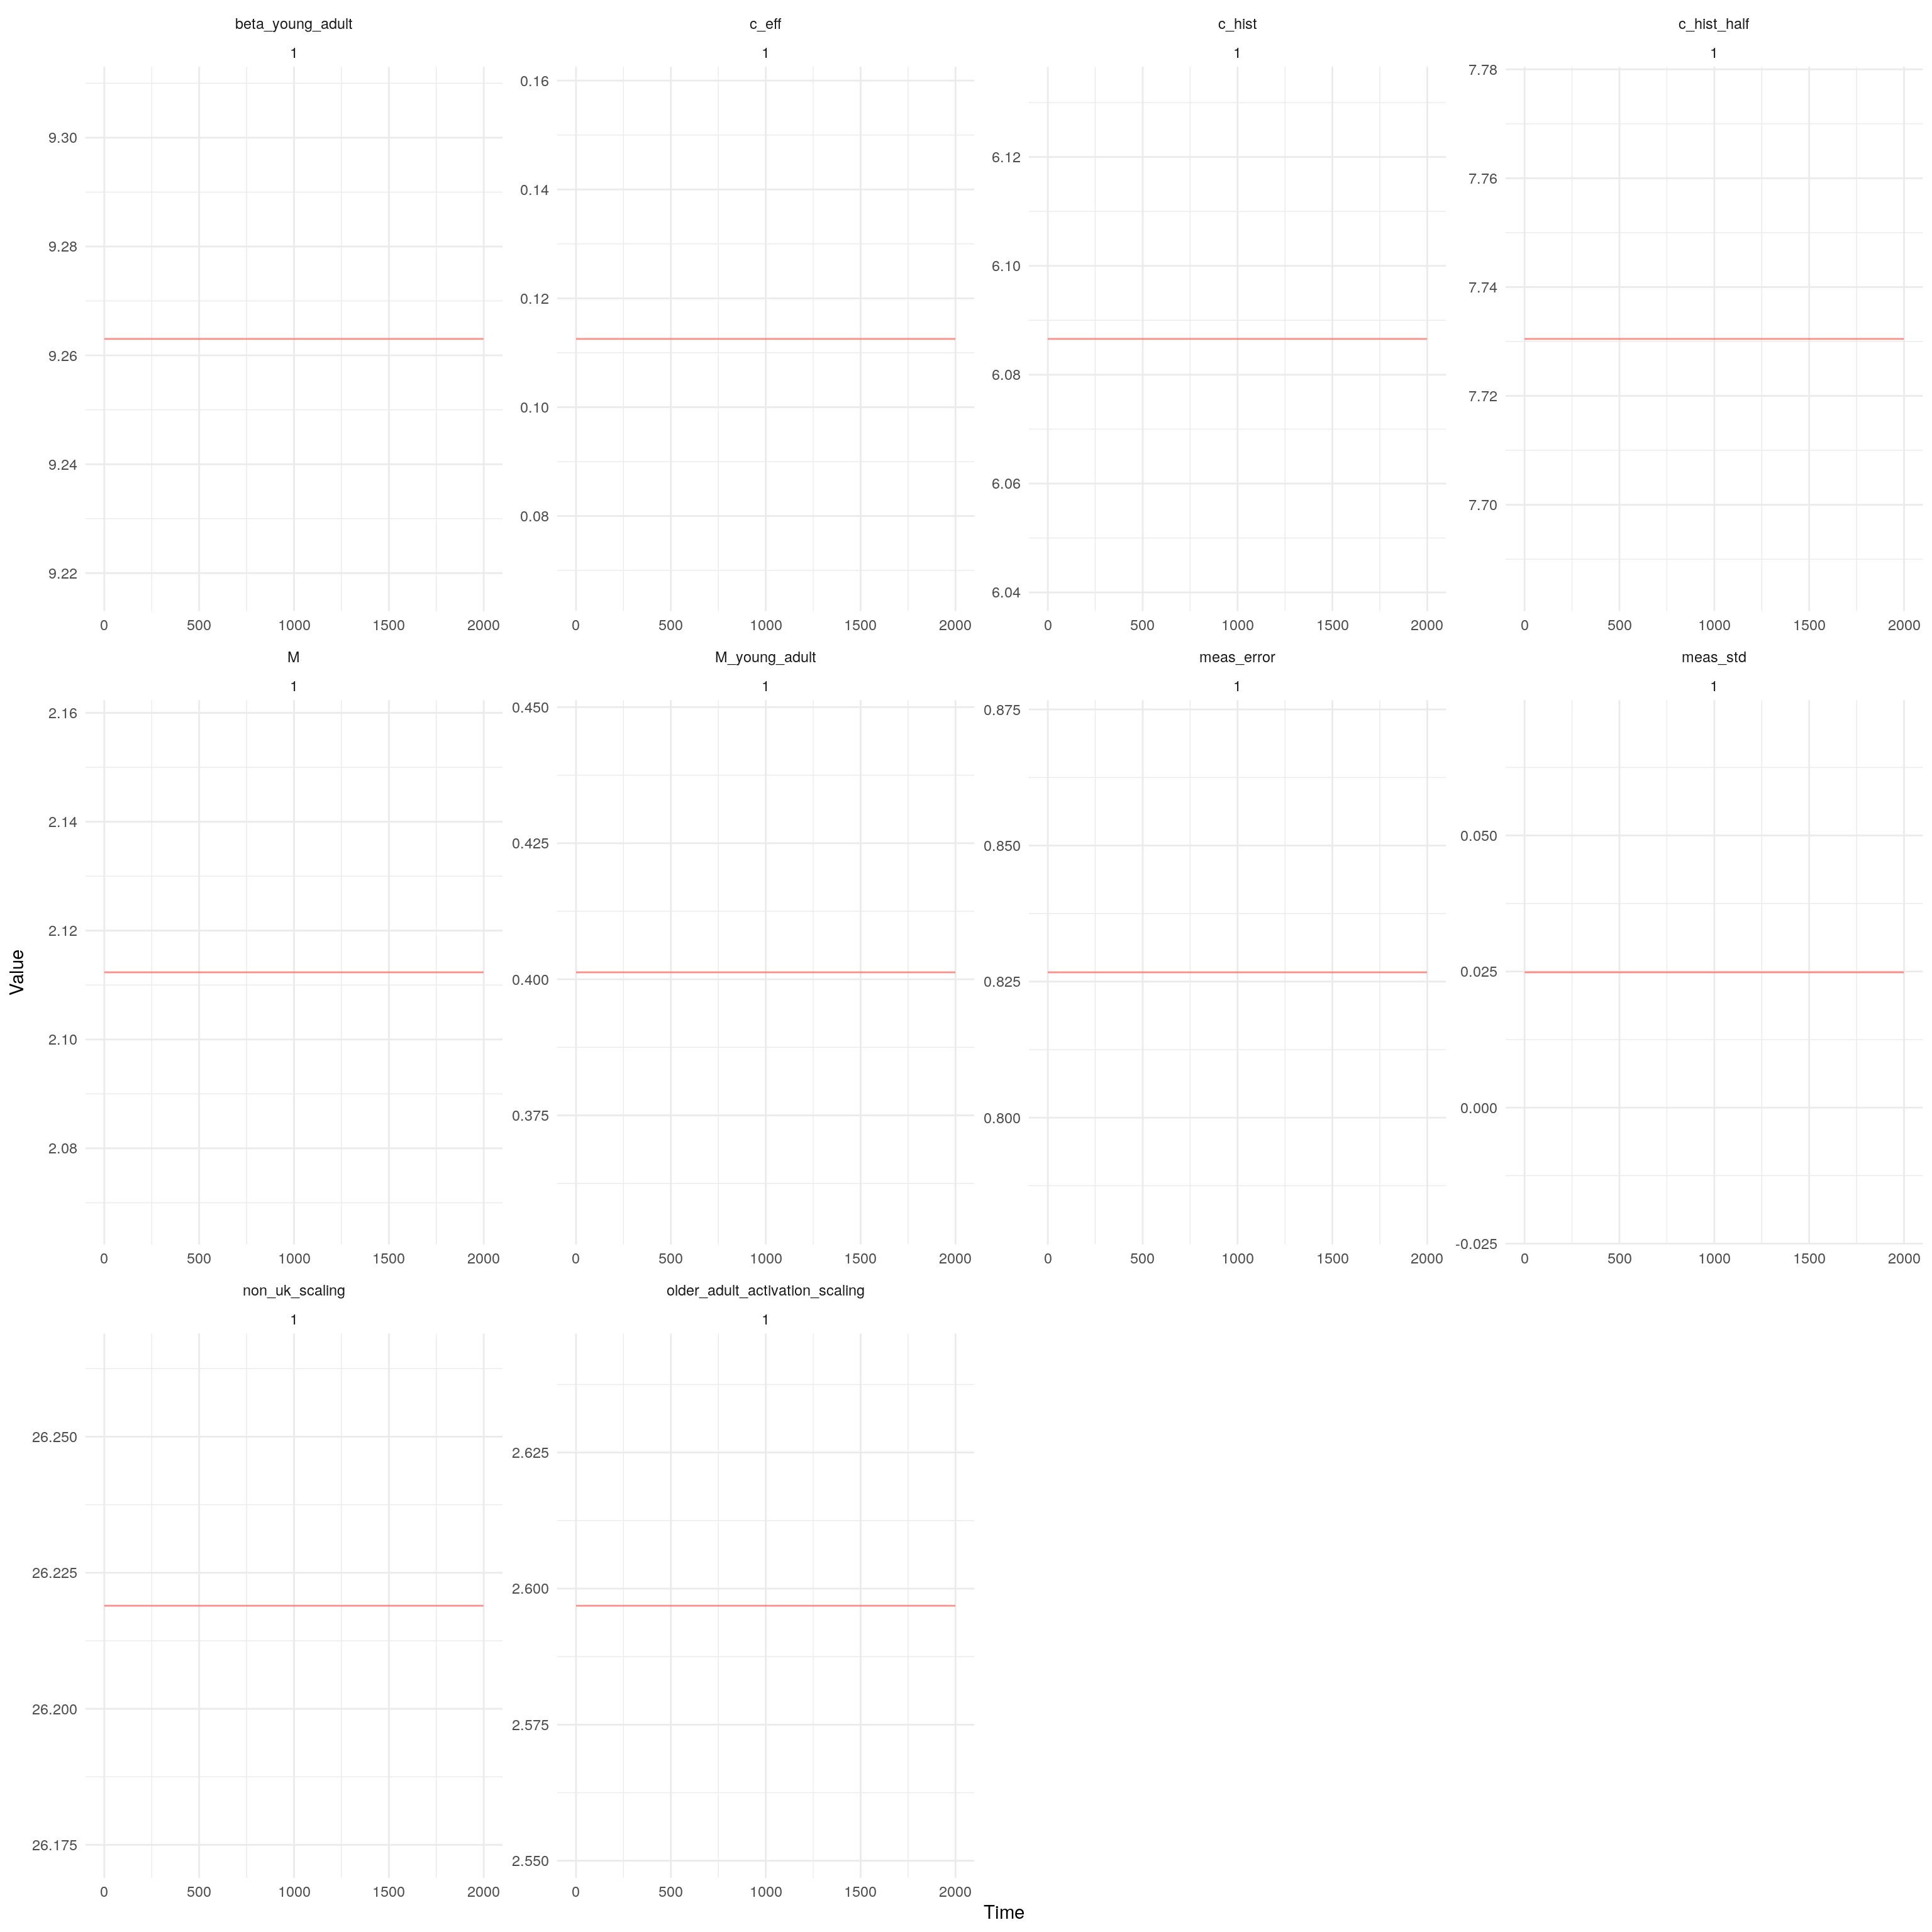 beta_young_adult
1
9.30
9.28
9.26
9.24
9.22
0 500 1000 1500 2000
c_eff
1
0.16
0.14
0.12
0.10
0.08
0 500 1000 1500 2000
c_hist
1
6.12
6.10
6.08
6.06
6.04
0 500 1000 1500 2000
c_hist_half
1
7.78
7.76
7.74
7.72
7.70
0 500 1000 1500 2000
M
1
2.16
2.14
2.12
2.10
2.08
0 500 1000 1500 2000
M_young_adult
1
0.450
0.425
0.400
0.375
0 500 1000 1500 2000
meas_error
1
0.875
0.850
0.825
0.800
0 500 1000 1500 2000
meas_std
1
0.050
0.025
0.000
-0.025
0 500 1000 1500 2000
non_uk_scaling
1
26.250
26.225
26.200
26.175
0 500 1000 1500 2000
older_adult_activation_scaling
1
2.625
2.600
2.575
2.550
0 500 1000 1500 2000
Value
Time